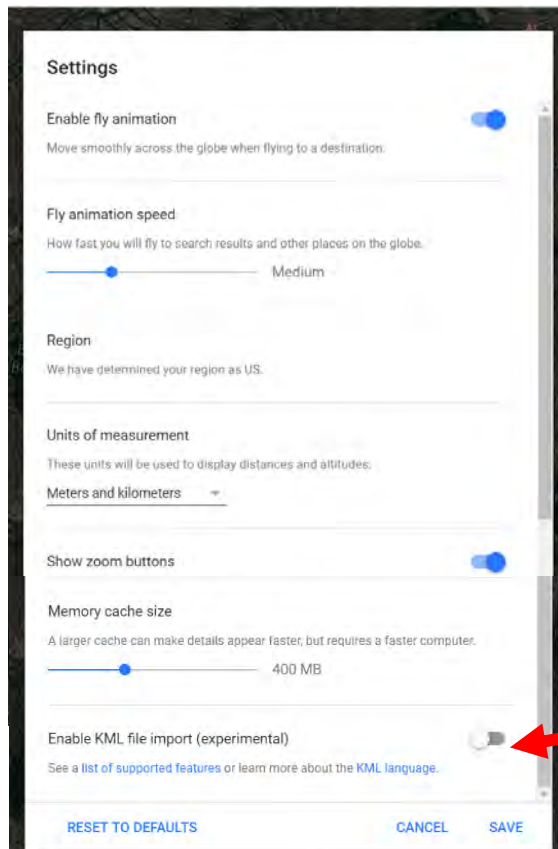 Settings
Enable fly animation
Move smoothly across the globe when flying to a destination.
Fly animation speed
How fast you will fly to search results and other places on the globe.
Medium
Region
We have determined your region as US.
Units of measurement
These units will be used to display distances and altitudes.
Meters and kilometers
Show zoom buttons
Memory cache size
A larger cache can make details appear faster, but requires a faster computer.
400 MB
Enable KML file import (experimental)
See a list of supported features or learn more about the KML language.
RESET TO DEFAULTS CANCEL SAVE